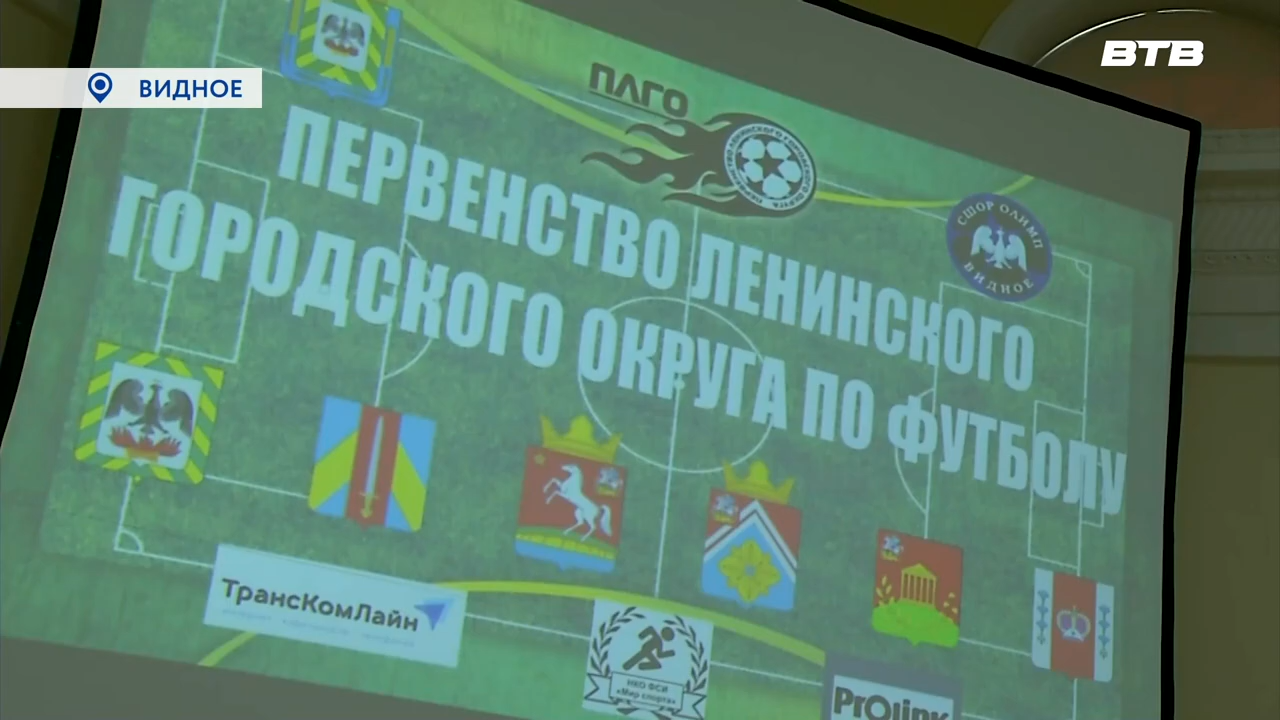 ВТВ
ВИДНОЕ
ПЛГО
ПЕРВЕНСТВО ЛЕНИНСКОГО
ГОРОДСКОГО ОКРУГА ПО ФУТБОЛУ
СШОР ОЛИМП
ВИДНОЕ
ТрансКомЛайн
НКО ФСИ
«Мир спорта»
ProLink